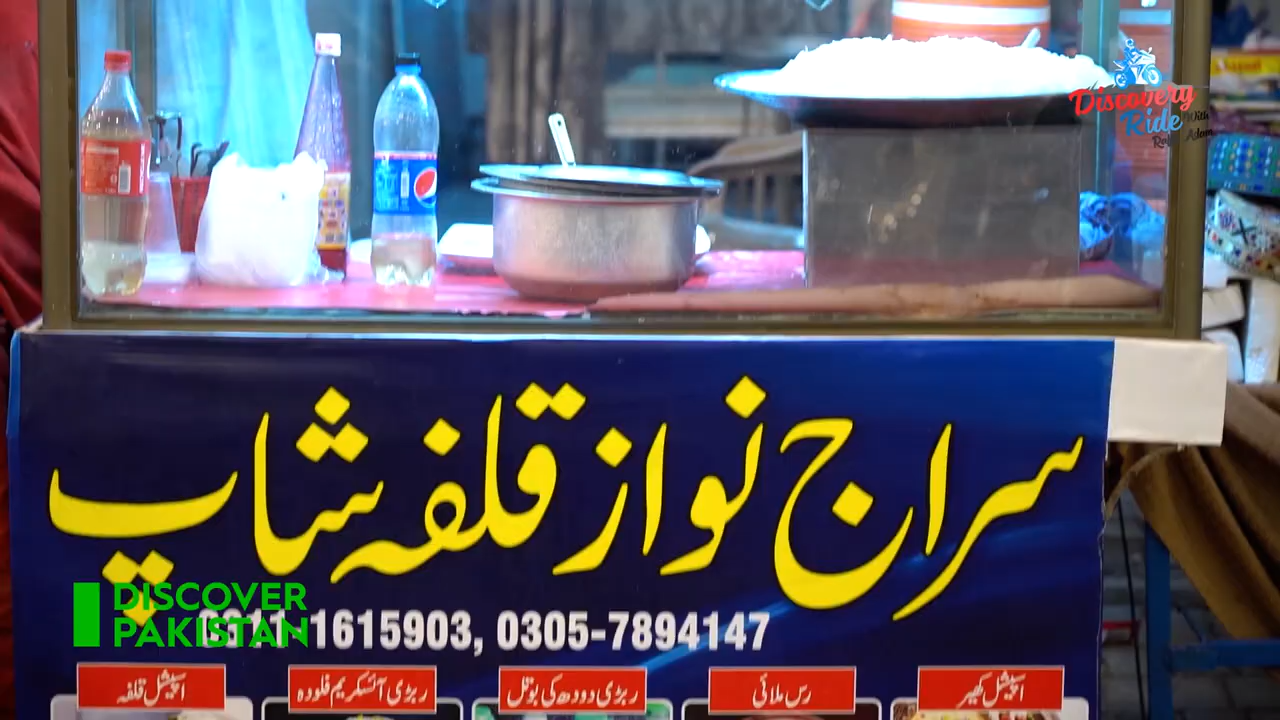 Discovery
Ride
سراج نواز قلفہ شاپ
DISCOVER
PAKISTAN
1615903, 0305-7894147
اسپیشل کھیر
رس ملائی
ربڑی دودھ کی بوتل
ربڑی آئسکریم فلودہ
اسپیشل قلفہ